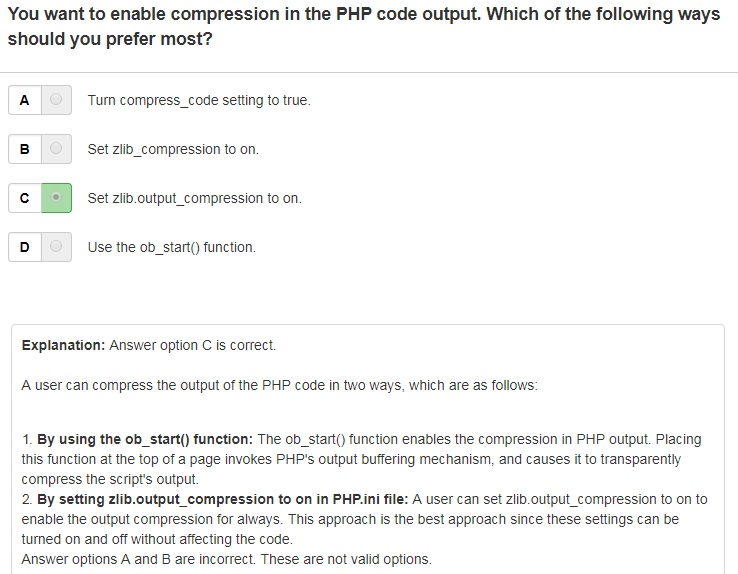 You want to enable compression in the PHP code output. Which of the following ways
should you prefer most?
A Turn compress_code setting to true.
B Set zlib_compression to on.
C Set zlib.output_compression to on.
D Use the ob_start() function.
Explanation: Answer option C is correct.
A user can compress the output of the PHP code in two ways, which are as follows:
1. By using the ob_start() function: The ob_start() function enables the compression in PHP output. Placing
this function at the top of a page invokes PHP's output buffering mechanism, and causes it to transparently
compress the script's output.
2. By setting zlib.output_compression to on in PHP.ini file: A user can set zlib.output_compression to on to
enable the output compression for always. This approach is the best approach since these settings can be
turned on and off without affecting the code.
Answer options A and B are incorrect. These are not valid options.